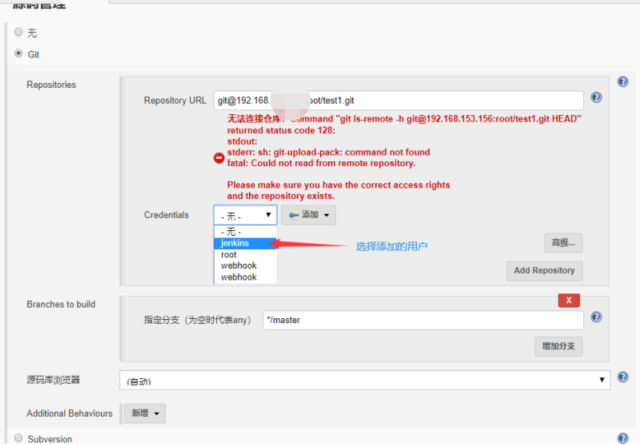 源码管理
无
Git
Repositories
Repository URL
git@192.168. oot/test1.git
无法连接仓库：Command "git ls-remote -h git@192.168.153.156:root/test1.git HEAD"
returned status code 128:
stdout:
stderr: sh: git-upload-pack: command not found
fatal: Could not read from remote repository.
Please make sure you have the correct access rights
and the repository exists.
Credentials
- 无 -
添加
- 无 -
jenkins
root
webhook
webhook
选择添加的用户
高级...
Add Repository
Branches to build
X
指定分支（为空时代表any）
*/master
增加分支
源码库浏览器
(自动)
Additional Behaviours
新增
Subversion